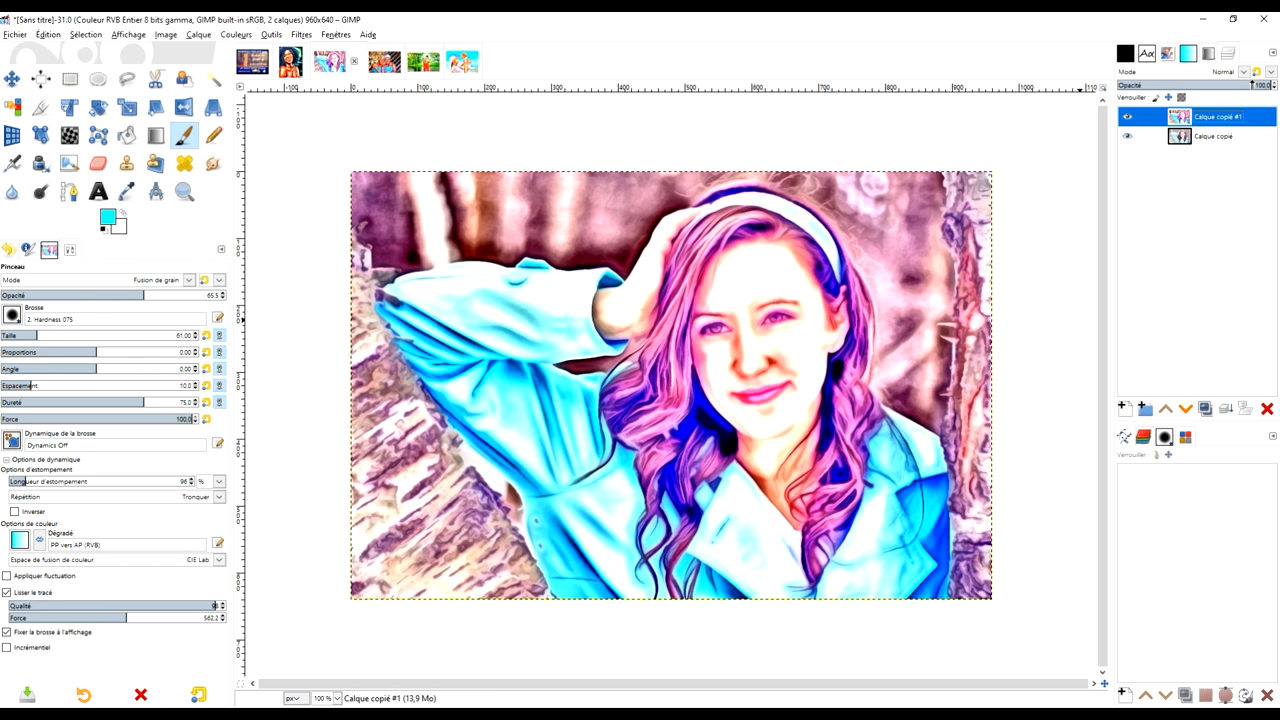 *[Sans titre]-31.0 (Couleur RVB Entier 8 bits gamma, GIMP built-in sRGB, 2 calques) 960x640 – GIMP
Fichier Édition Sélection Affichage Image Calque Couleurs Outils Filtres Fenêtres Aide
Mode Normal
Opacité 100,0
Verrouiller
Calque copié #1
Calque copié
Pinceau
Mode Fusion de grain
Opacité 65,5
Brosse
2. Hardness 075
Taille 61,00
Proportions 0,00
Angle 0,00
Espacement 10,0
Dureté 75,0
Force 100,0
Dynamique de la brosse
Dynamics Off
Options de dynamique
Options d'estompement
Longueur d'estompement 96 %
Répétition Tronquer
Inverser
Options de couleur
Dégradé
PP vers AP (RVB)
Espace de fusion de couleur CIE Lab
Appliquer fluctuation
Lisser le tracé
Qualité
Force 562,2
Fixer la brosse à l'affichage
Incrémentiel
Verrouiller
px 100 % Calque copié #1 (13,9 Mo)